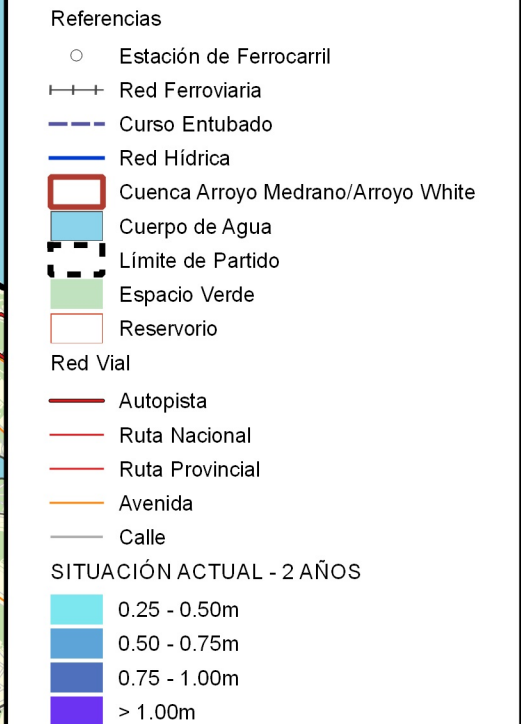 Referencias
Estación de Ferrocarril
Red Ferroviaria
Curso Entubado
Red Hídrica
Cuenca Arroyo Medrano/Arroyo White
Cuerpo de Agua
Límite de Partido
Espacio Verde
Reservorio
Red Vial
Autopista
Ruta Nacional
Ruta Provincial
Avenida
Calle
SITUACIÓN ACTUAL - 2 AÑOS
0.25 - 0.50m
0.50 - 0.75m
0.75 - 1.00m
> 1.00m